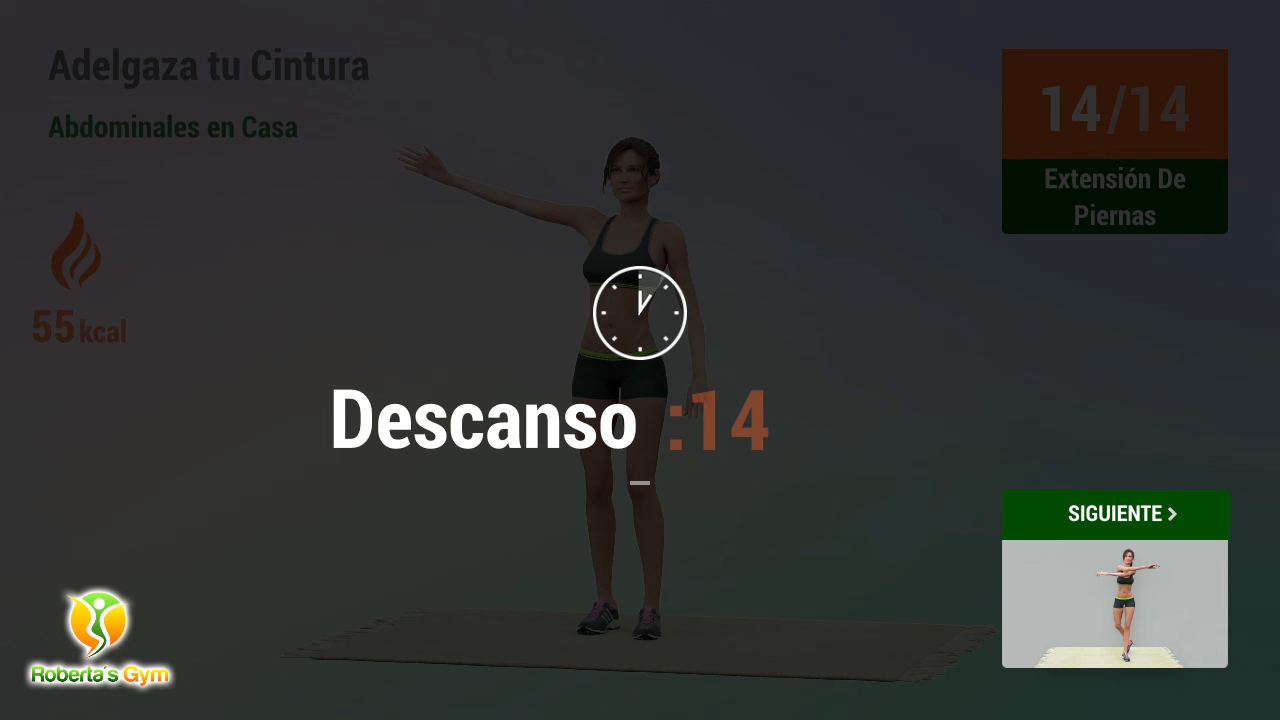 Adelgaza tu Cintura
Abdominales en Casa
55 kcal
14/14
Extensión De
Piernas
Descanso :14
SIGUIENTE >
Roberta´s Gym